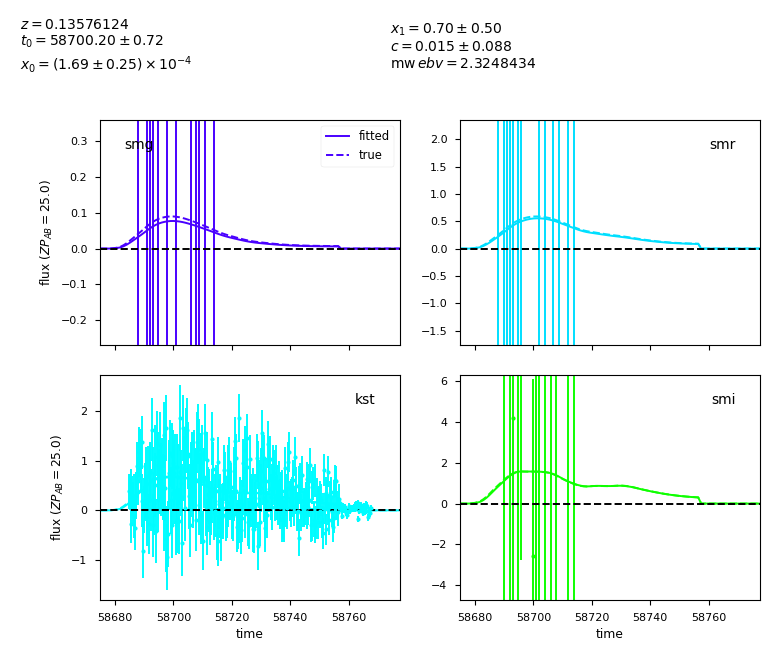 z = 0.13576124
t₀ = 58700.20 ± 0.72
x₀ = (1.69 ± 0.25) × 10⁻⁴
x₁ = 0.70 ± 0.50
c = 0.015 ± 0.088
mw ebv = 2.3248434
smg
fitted
true
0.3
0.2
0.1
0.0
−0.1
−0.2
flux (ZP_AB = 25.0)
smr
2.0
1.5
1.0
0.5
0.0
−0.5
−1.0
−1.5
kst
2
1
0
−1
flux (ZP_AB = 25.0)
58680 58700 58720 58740 58760
time
smi
6
4
2
0
−2
−4
58680 58700 58720 58740 58760
time